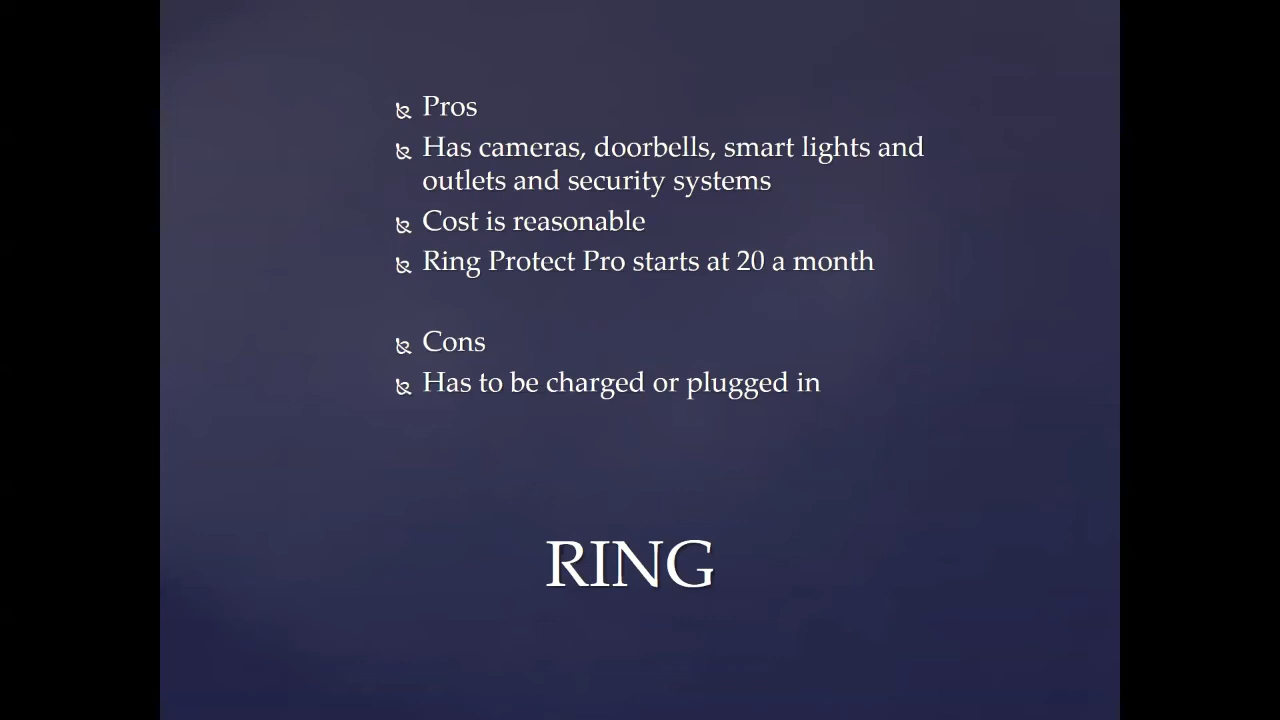 Pros
Has cameras, doorbells, smart lights and
outlets and security systems
Cost is reasonable
Ring Protect Pro starts at 20 a month
Cons
Has to be charged or plugged in
RING